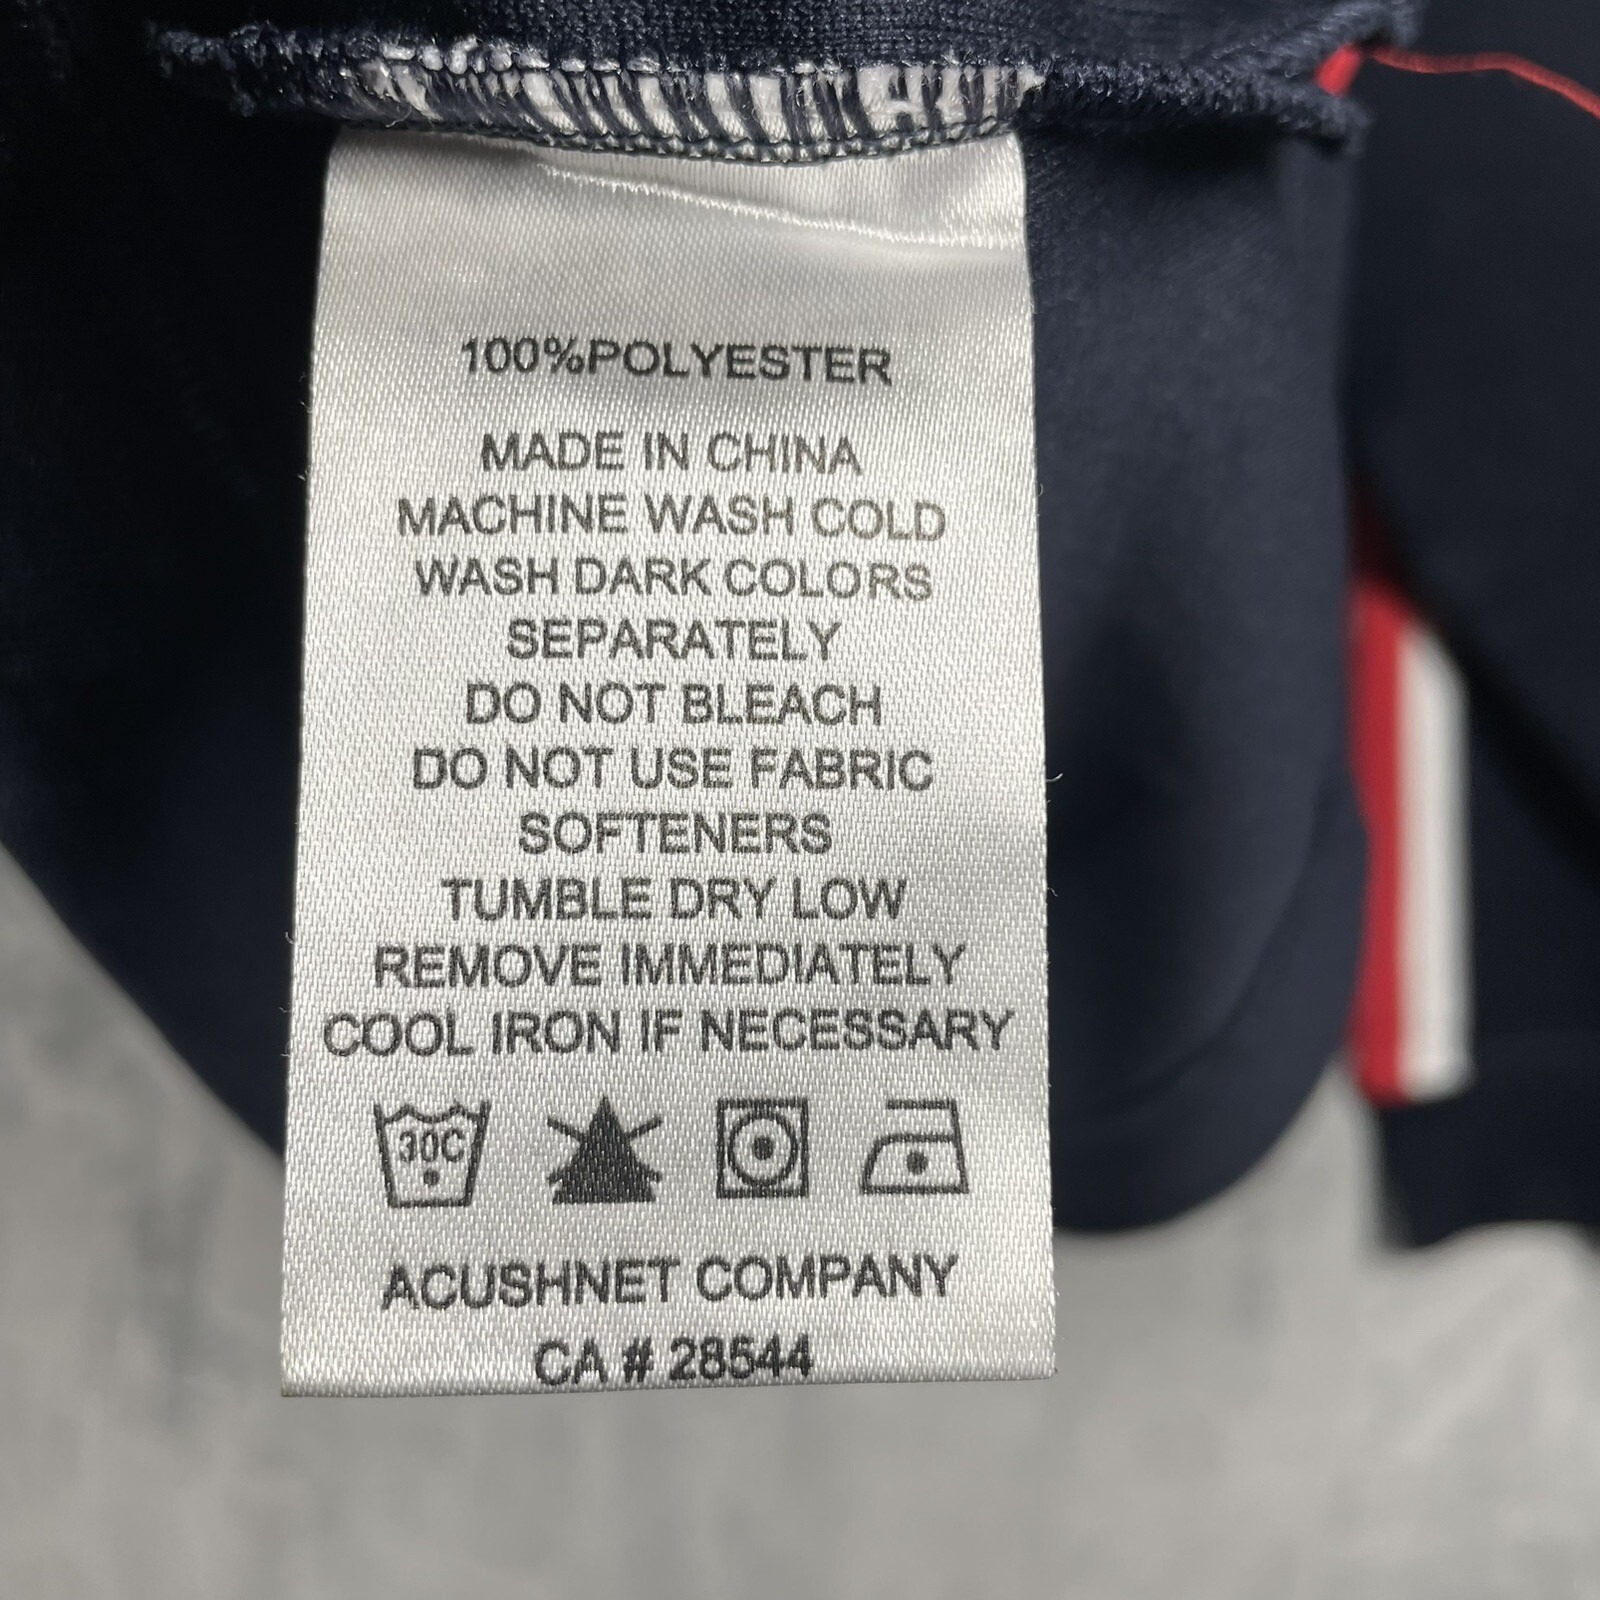 100%POLYESTER
MADE IN CHINA
MACHINE WASH COLD
WASH DARK COLORS
SEPARATELY
DO NOT BLEACH
DO NOT USE FABRIC
SOFTENERS
TUMBLE DRY LOW
REMOVE IMMEDIATELY
COOL IRON IF NECESSARY
30C
ACUSHNET COMPANY
CA # 28544